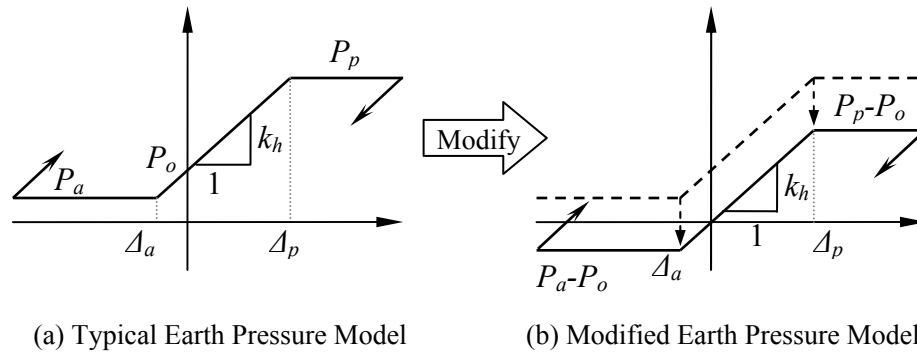 P_p
P_o
k_h
1
P_a
Δ_a
Δ_p
Modify
P_p-P_o
k_h
1
Δ_a
Δ_p
P_a-P_o
(a) Typical Earth Pressure Model
(b) Modified Earth Pressure Model